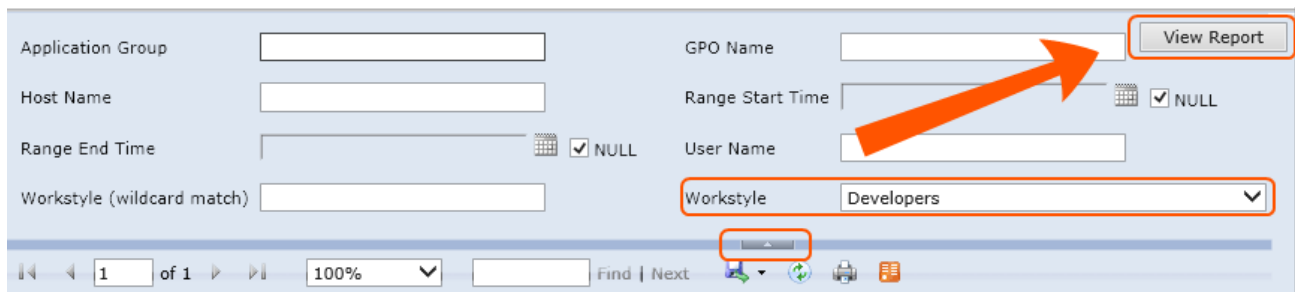 Application Group GPO Name View Report
Host Name Range Start Time NULL
Range End Time NULL User Name
Workstyle (wildcard match) Workstyle Developers
1 of 1 100% Find | Next